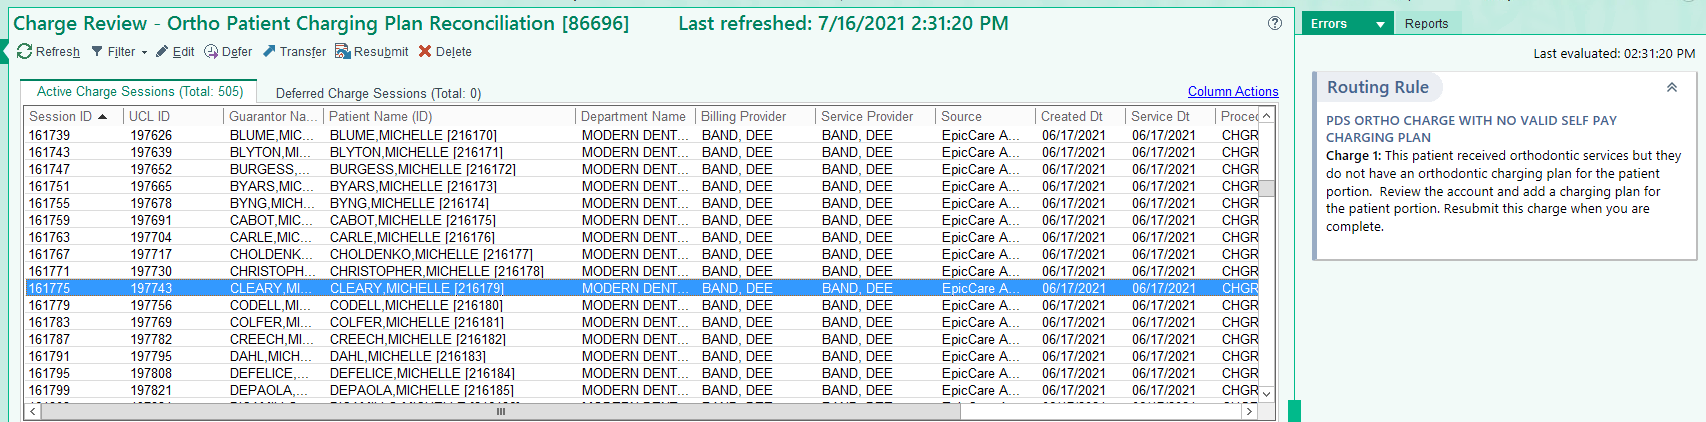 Charge Review - Ortho Patient Charging Plan Reconciliation [86696] Last refreshed: 7/16/2021 2:31:20 PM
Refresh Filter Edit Defer Transfer Resubmit Delete
Active Charge Sessions (Total: 505) Deferred Charge Sessions (Total: 0) Column Actions
Session ID UCL ID Guarantor Na... Patient Name (ID) Department Name Billing Provider Service Provider Source Created Dt Service Dt Proced
161739 197626 BLUME,MIC... BLUME,MICHELLE [216170] MODERN DENT... BAND, DEE BAND, DEE EpicCare A... 06/17/2021 06/17/2021 CHGR
161743 197639 BLYTON,MI... BLYTON,MICHELLE [216171] MODERN DENT... BAND, DEE BAND, DEE EpicCare A... 06/17/2021 06/17/2021 CHGR
161747 197652 BURGESS,... BURGESS,MICHELLE [216172] MODERN DENT... BAND, DEE BAND, DEE EpicCare A... 06/17/2021 06/17/2021 CHGR
161751 197665 BYARS,MIC... BYARS,MICHELLE [216173] MODERN DENT... BAND, DEE BAND, DEE EpicCare A... 06/17/2021 06/17/2021 CHGR
161755 197678 BYNG,MICH... BYNG,MICHELLE [216174] MODERN DENT... BAND, DEE BAND, DEE EpicCare A... 06/17/2021 06/17/2021 CHGR
161759 197691 CABOT,MIC... CABOT,MICHELLE [216175] MODERN DENT... BAND, DEE BAND, DEE EpicCare A... 06/17/2021 06/17/2021 CHGR
161763 197704 CARLE,MIC... CARLE,MICHELLE [216176] MODERN DENT... BAND, DEE BAND, DEE EpicCare A... 06/17/2021 06/17/2021 CHGR
161767 197717 CHOLDENK... CHOLDENKO,MICHELLE [216177] MODERN DENT... BAND, DEE BAND, DEE EpicCare A... 06/17/2021 06/17/2021 CHGR
161771 197730 CHRISTOPH... CHRISTOPHER,MICHELLE [216178] MODERN DENT... BAND, DEE BAND, DEE EpicCare A... 06/17/2021 06/17/2021 CHGR
161775 197743 CLEARY,MI... CLEARY,MICHELLE [216179] MODERN DENT... BAND, DEE BAND, DEE EpicCare A... 06/17/2021 06/17/2021 CHGR
161779 197756 CODELL,MI... CODELL,MICHELLE [216180] MODERN DENT... BAND, DEE BAND, DEE EpicCare A... 06/17/2021 06/17/2021 CHGR
161783 197769 COLFER,MI... COLFER,MICHELLE [216181] MODERN DENT... BAND, DEE BAND, DEE EpicCare A... 06/17/2021 06/17/2021 CHGR
161787 197782 CREECH,MI... CREECH,MICHELLE [216182] MODERN DENT... BAND, DEE BAND, DEE EpicCare A... 06/17/2021 06/17/2021 CHGR
161791 197795 DAHL,MICH... DAHL,MICHELLE [216183] MODERN DENT... BAND, DEE BAND, DEE EpicCare A... 06/17/2021 06/17/2021 CHGR
161795 197808 DEFELICE,... DEFELICE,MICHELLE [216184] MODERN DENT... BAND, DEE BAND, DEE EpicCare A... 06/17/2021 06/17/2021 CHGR
161799 197821 DEPAOLA,... DEPAOLA,MICHELLE [216185] MODERN DENT... BAND, DEE BAND, DEE EpicCare A... 06/17/2021 06/17/2021 CHGR
Errors Reports
Last evaluated: 02:31:20 PM
Routing Rule
PDS ORTHO CHARGE WITH NO VALID SELF PAY
CHARGING PLAN
Charge 1: This patient received orthodontic services but they
do not have an orthodontic charging plan for the patient
portion. Review the account and add a charging plan for
the patient portion. Resubmit this charge when you are
complete.